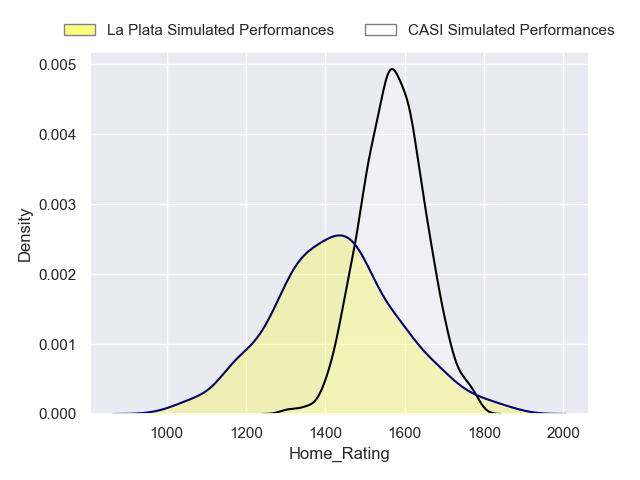 La Plata Simulated Performances
CASI Simulated Performances
0.005
0.004
0.003
0.002
0.001
0.000
Density
1000 1200 1400 1600 1800 2000
Home_Rating